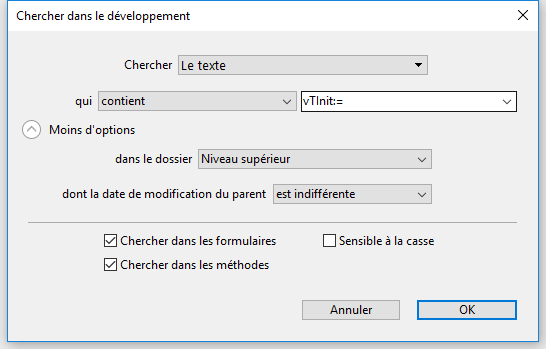 Chercher dans le développement
Chercher Le texte
qui contient vTInit:=
Moins d'options
dans le dossier Niveau supérieur
dont la date de modification du parent est indifférente
Chercher dans les formulaires Sensible à la casse
Chercher dans les méthodes
Annuler OK